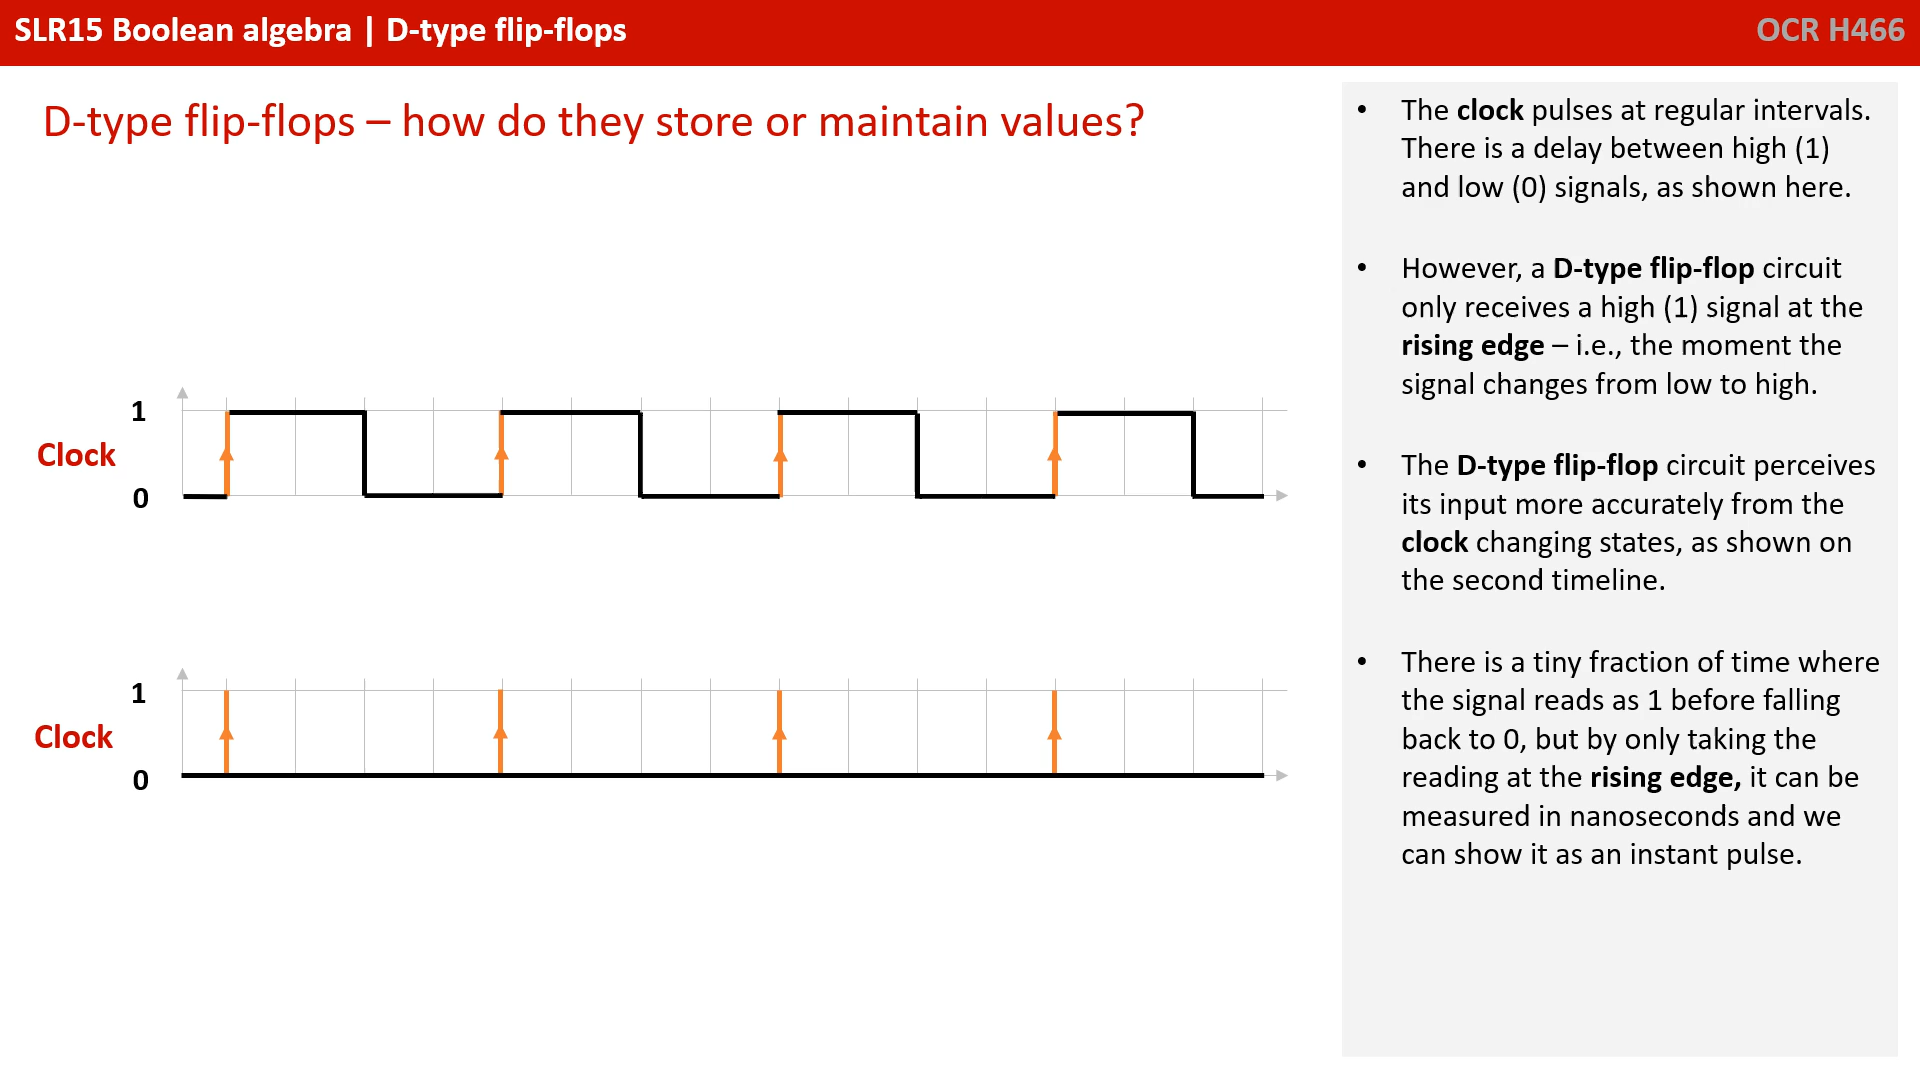 SLR15 Boolean algebra | D-type flip-flops
OCR H466
D-type flip-flops – how do they store or maintain values?
1
Clock
0
1
Clock
0
• The clock pulses at regular intervals.
There is a delay between high (1)
and low (0) signals, as shown here.
• However, a D-type flip-flop circuit
only receives a high (1) signal at the
rising edge – i.e., the moment the
signal changes from low to high.
• The D-type flip-flop circuit perceives
its input more accurately from the
clock changing states, as shown on
the second timeline.
• There is a tiny fraction of time where
the signal reads as 1 before falling
back to 0, but by only taking the
reading at the rising edge, it can be
measured in nanoseconds and we
can show it as an instant pulse.